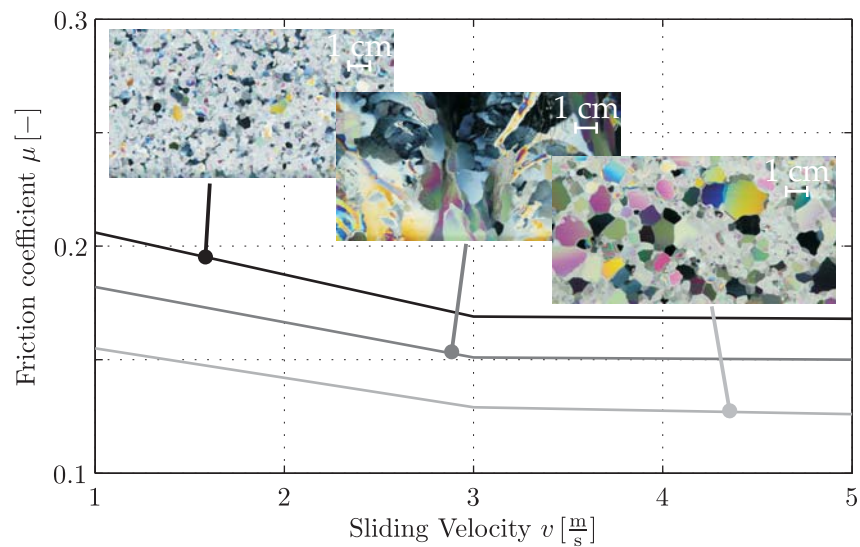 0.3
0.2
0.1
Friction coefficient μ [−]
1 cm
1 cm
1 cm
1 2 3 4 5
Sliding Velocity v [m/s]